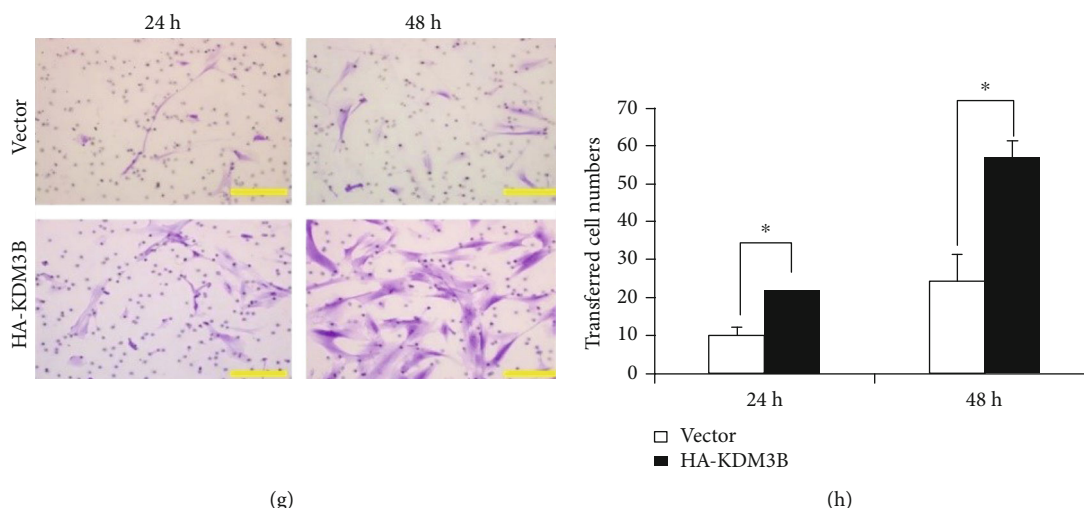 24 h
48 h
Vector
HA-KDM3B
(g)
Transferred cell numbers
70
60
50
40
30
20
10
0
*
*
24 h
48 h
Vector
HA-KDM3B
(h)